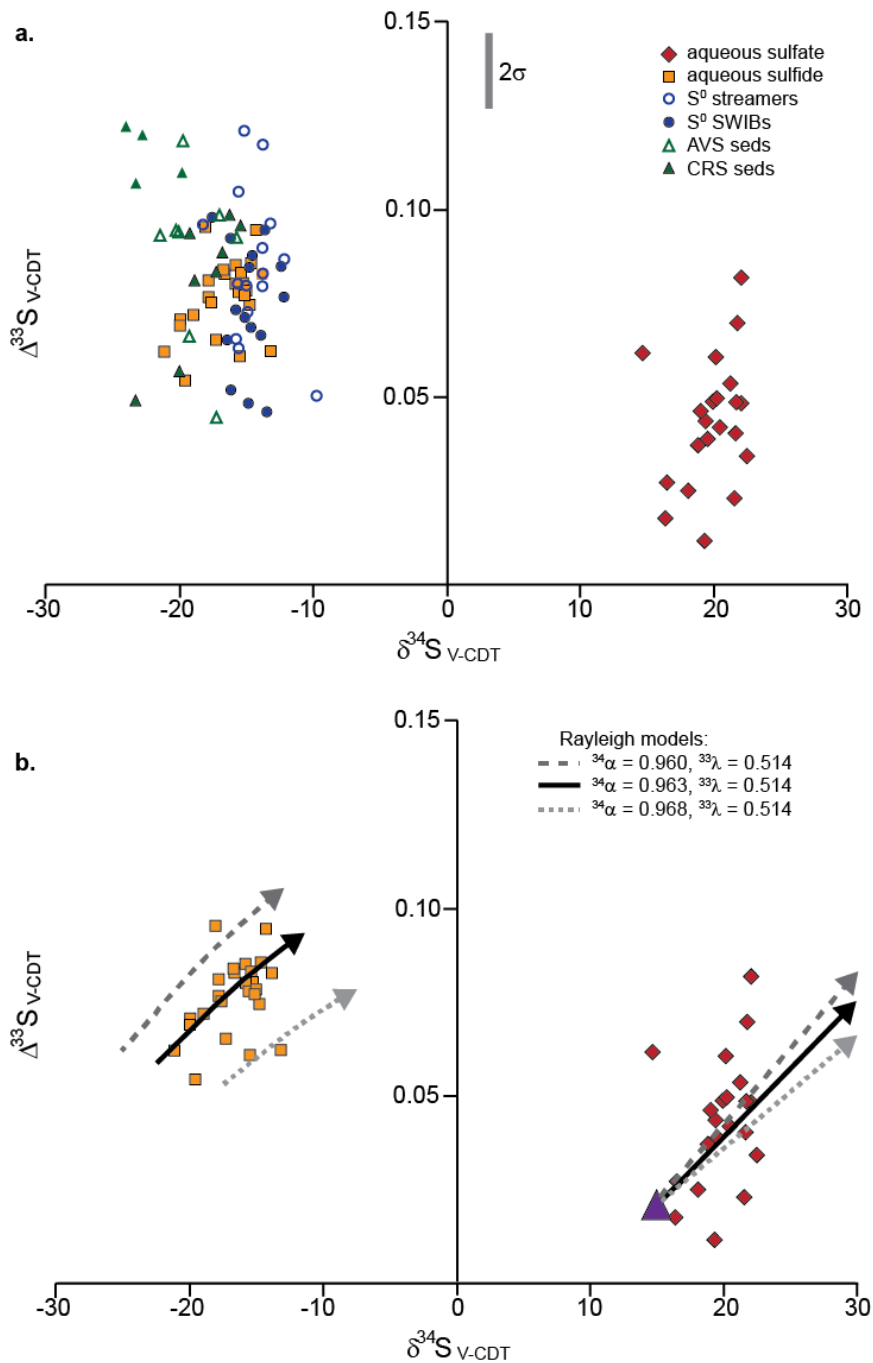 a.
0.15
2σ
aqueous sulfate
aqueous sulfide
S⁰ streamers
S⁰ SWIBs
AVS seds
CRS seds
0.10
Δ³³S V-CDT
0.05
-30 -20 -10 0 10 20 30
δ³⁴S V-CDT
b.
0.15
Rayleigh models:
³⁴α = 0.960, ³³λ = 0.514
³⁴α = 0.963, ³³λ = 0.514
³⁴α = 0.968, ³³λ = 0.514
0.10
Δ³³S V-CDT
0.05
-30 -20 -10 0 10 20 30
δ³⁴S V-CDT